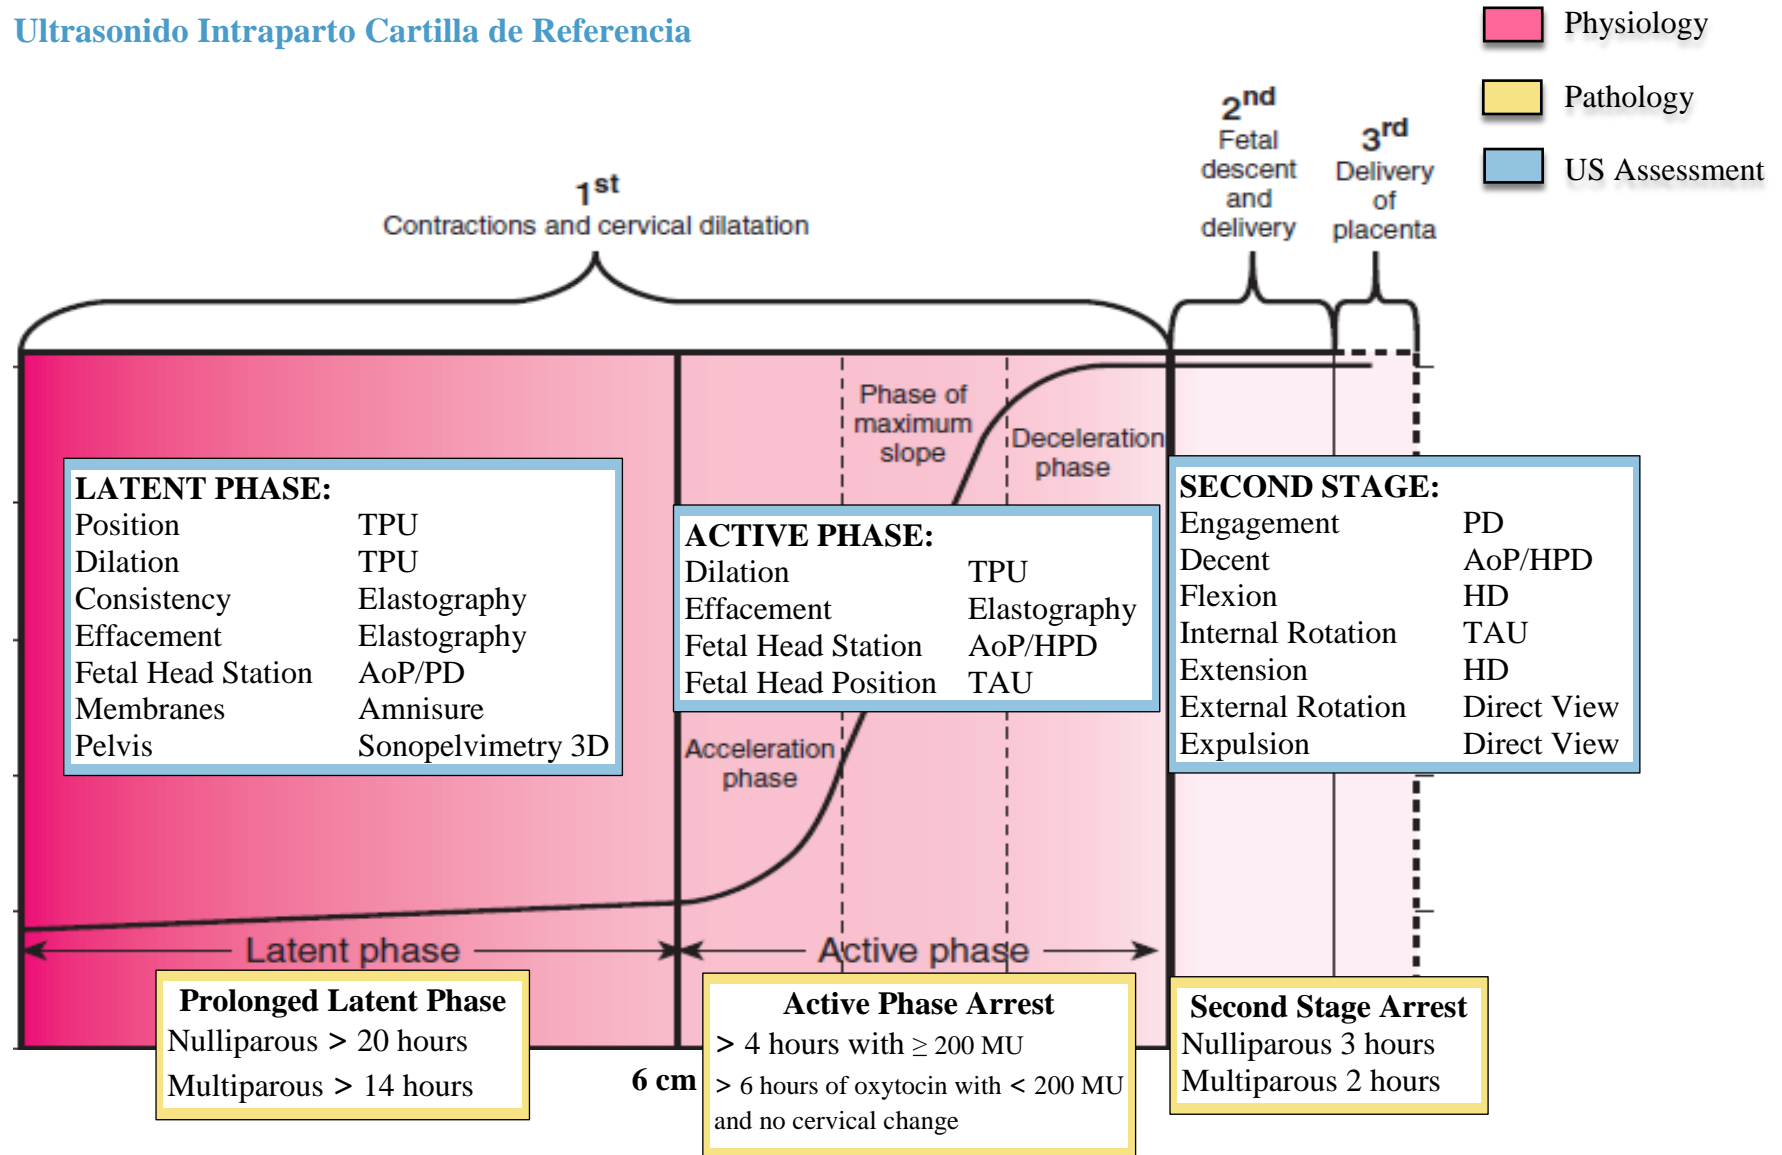 Ultrasonido Intraparto Cartilla de Referencia
Physiology
Pathology
US Assessment
1st
Contractions and cervical dilatation
2nd
Fetal
descent
and
delivery
3rd
Delivery
of
placenta
Phase of
maximum
slope
Deceleration
phase
Acceleration
phase
LATENT PHASE:
Position TPU
Dilation TPU
Consistency Elastography
Effacement Elastography
Fetal Head Station AoP/PD
Membranes Amnisure
Pelvis Sonopelvimetry 3D
ACTIVE PHASE:
Dilation TPU
Effacement Elastography
Fetal Head Station AoP/HPD
Fetal Head Position TAU
SECOND STAGE:
Engagement PD
Decent AoP/HPD
Flexion HD
Internal Rotation TAU
Extension HD
External Rotation Direct View
Expulsion Direct View
Latent phase
Active phase
Prolonged Latent Phase
Nulliparous > 20 hours
Multiparous > 14 hours
6 cm
Active Phase Arrest
> 4 hours with ≥ 200 MU
> 6 hours of oxytocin with < 200 MU
and no cervical change
Second Stage Arrest
Nulliparous 3 hours
Multiparous 2 hours